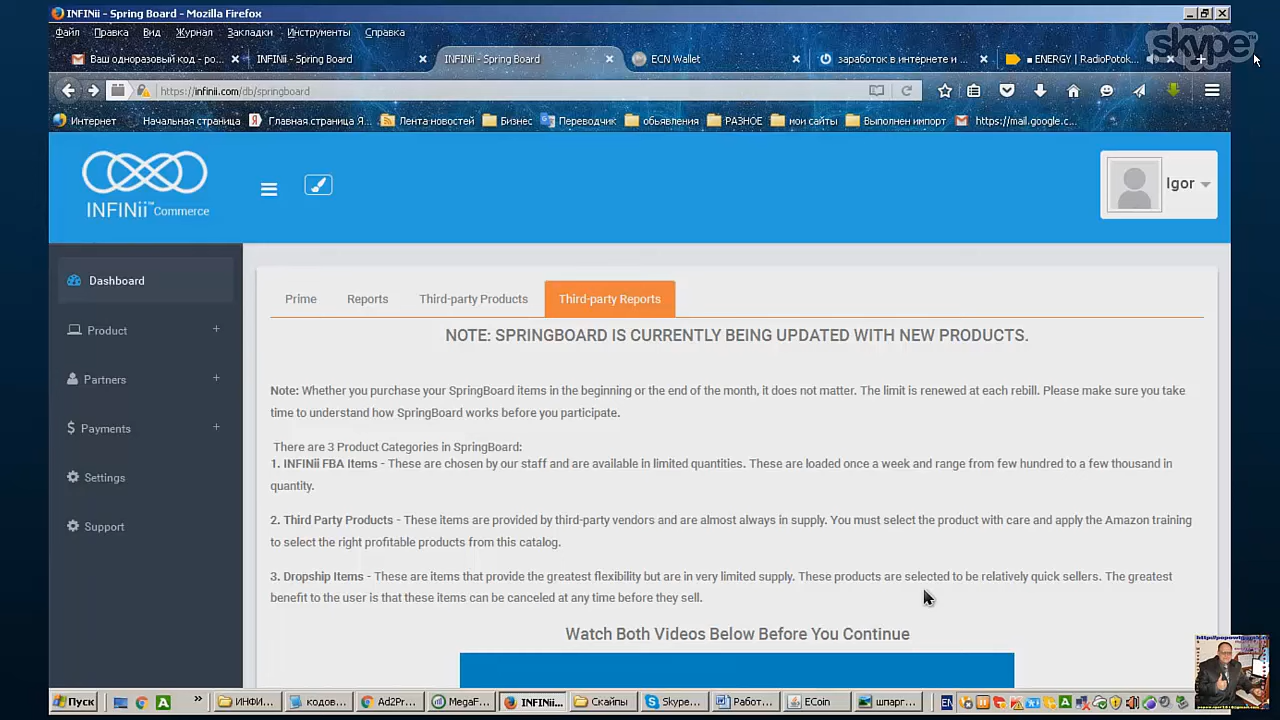 INFINii - Spring Board - Mozilla Firefox
Файл Правка Вид Журнал Закладки Инструменты Справка
skype™
Ваш одноразовый код - ро...
INFINii - Spring Board
INFINii - Spring Board
ECN Wallet
заработок в интернете и ...
ENERGY | RadioPotok...
https://infinii.com/db/springboard
Интернет Начальная страница Главная страница Я... Лента новостей Бизнес Переводчик обьявления РАЗНОЕ мои сайты Выполнен импорт https://mail.google.c...
INFINii™ Commerce
Igor
Dashboard
Product +
Partners +
Payments +
Settings
Support
Prime Reports Third-party Products Third-party Reports
NOTE: SPRINGBOARD IS CURRENTLY BEING UPDATED WITH NEW PRODUCTS.
Note: Whether you purchase your SpringBoard items in the beginning or the end of the month, it does not matter. The limit is renewed at each rebill. Please make sure you take
time to understand how SpringBoard works before you participate.
There are 3 Product Categories in SpringBoard:
1. INFINii FBA Items - These are chosen by our staff and are available in limited quantities. These are loaded once a week and range from few hundred to a few thousand in
quantity.
2. Third Party Products - These items are provided by third-party vendors and are almost always in supply. You must select the product with care and apply the Amazon training
to select the right profitable products from this catalog.
3. Dropship Items - These are items that provide the greatest flexibility but are in very limited supply. These products are selected to be relatively quick sellers. The greatest
benefit to the user is that these items can be canceled at any time before they sell.
Watch Both Videos Below Before You Continue
Пуск
ИНФИ...
кодов...
Ad2Pr...
MegaF...
INFINii...
Скайпы
Skype...
Работ...
ECoin
шпарг...
EN